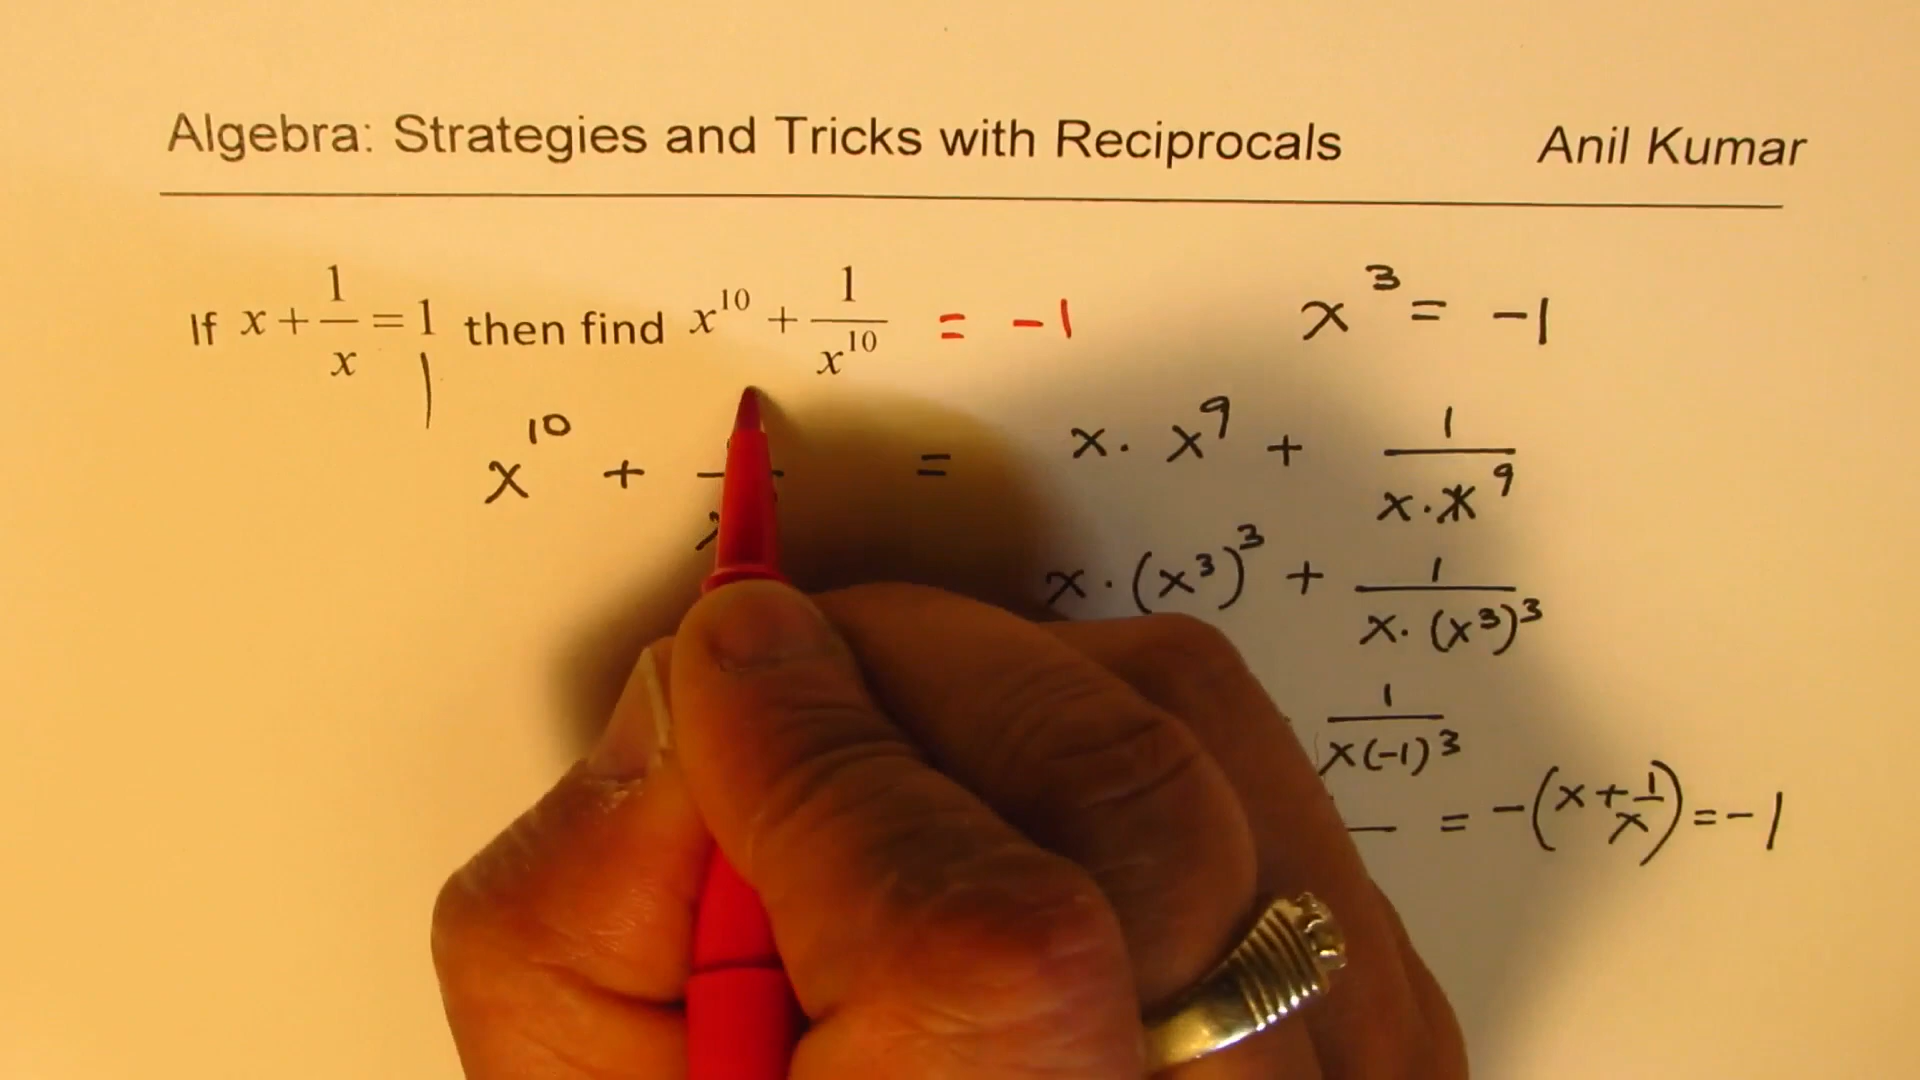 Algebra: Strategies and Tricks with Reciprocals Anil Kumar
If x + 1/x = 1 then find x^10 + 1/x^10 = -1
x^3 = -1
x^10 + = x · x^9 + 1/(x · x^9)
x · (x^3)^3 + 1/(x · (x^3)^3)
1/(x(-1)^3)
= -(x + 1/x) = -1